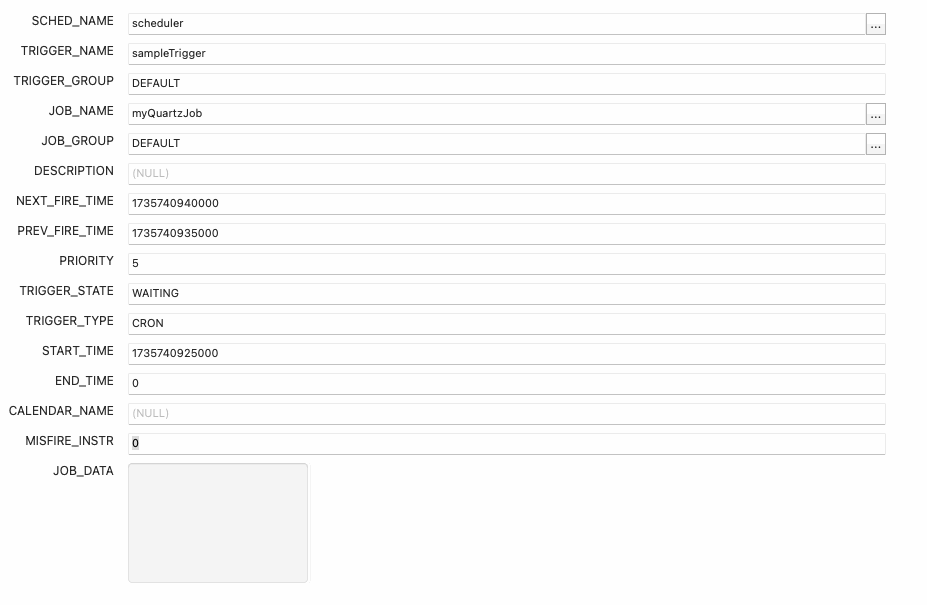 SCHED_NAME scheduler ...
TRIGGER_NAME sampleTrigger
TRIGGER_GROUP DEFAULT
JOB_NAME myQuartzJob ...
JOB_GROUP DEFAULT ...
DESCRIPTION (NULL)
NEXT_FIRE_TIME 1735740940000
PREV_FIRE_TIME 1735740935000
PRIORITY 5
TRIGGER_STATE WAITING
TRIGGER_TYPE CRON
START_TIME 1735740925000
END_TIME 0
CALENDAR_NAME (NULL)
MISFIRE_INSTR 0
JOB_DATA